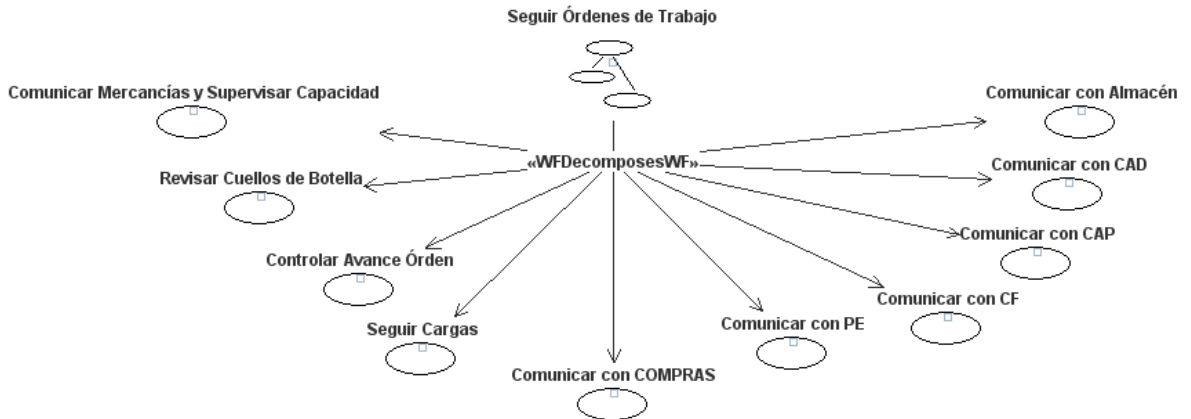 Seguir Órdenes de Trabajo
Comunicar Mercancías y Supervisar Capacidad
Comunicar con Almacén
«WFDecomposesWF»
Comunicar con CAD
Revisar Cuellos de Botella
Comunicar con CAP
Controlar Avance Órden
Comunicar con CF
Seguir Cargas
Comunicar con PE
Comunicar con COMPRAS